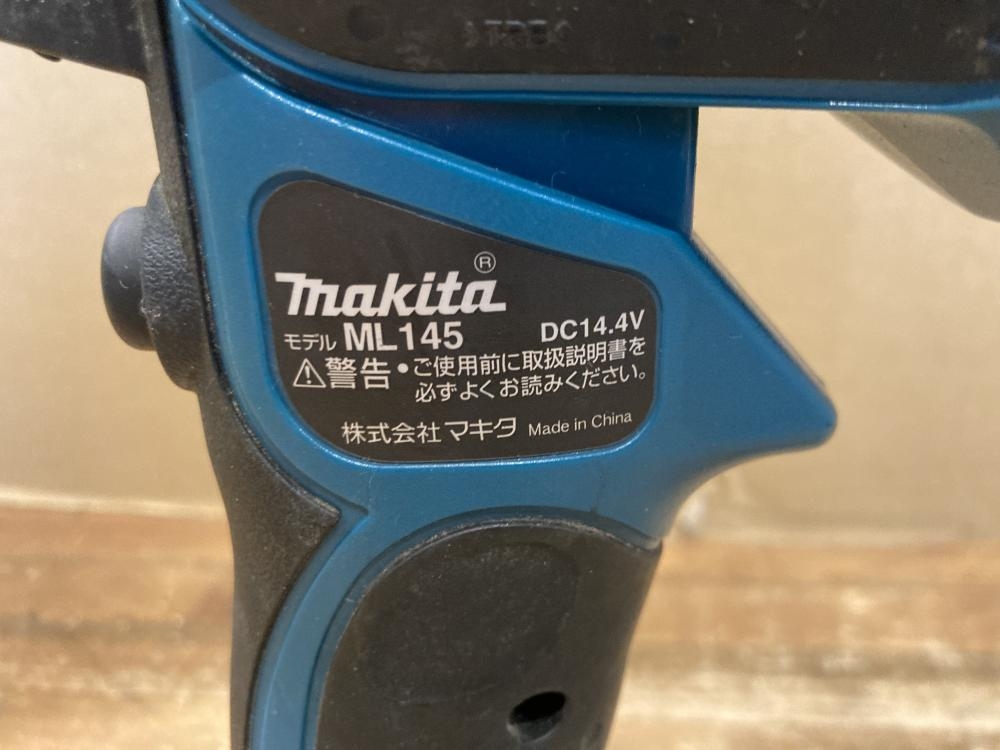 makita®
モデル ML145 DC14.4V
⚠警告・ご使用前に取扱説明書を
必ずよくお読みください。
株式会社 マキタ Made in China